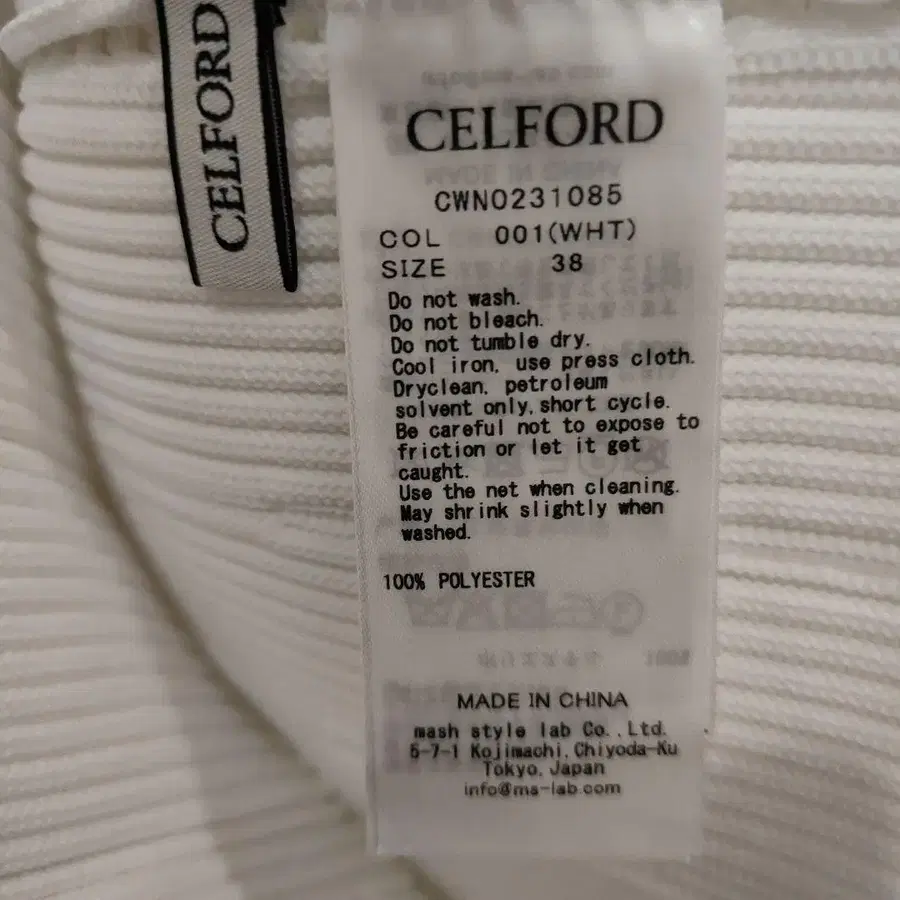 CELFORD
CELFORD
CWNO231085
COL 001(WHT)
SIZE 38
Do not wash.
Do not bleach.
Do not tumble dry.
Cool iron, use press cloth.
Dryclean, petroleum
solvent only,short cycle.
Be careful not to expose to
friction or let it get
caught.
Use the net when cleaning.
May shrink slightly when
washed.
100% POLYESTER
MADE IN CHINA
mash style lab Co.,Ltd.
5-7-1 Kojimachi,Chiyoda-Ku
Tokyo,Japan
info@ma-lab.com